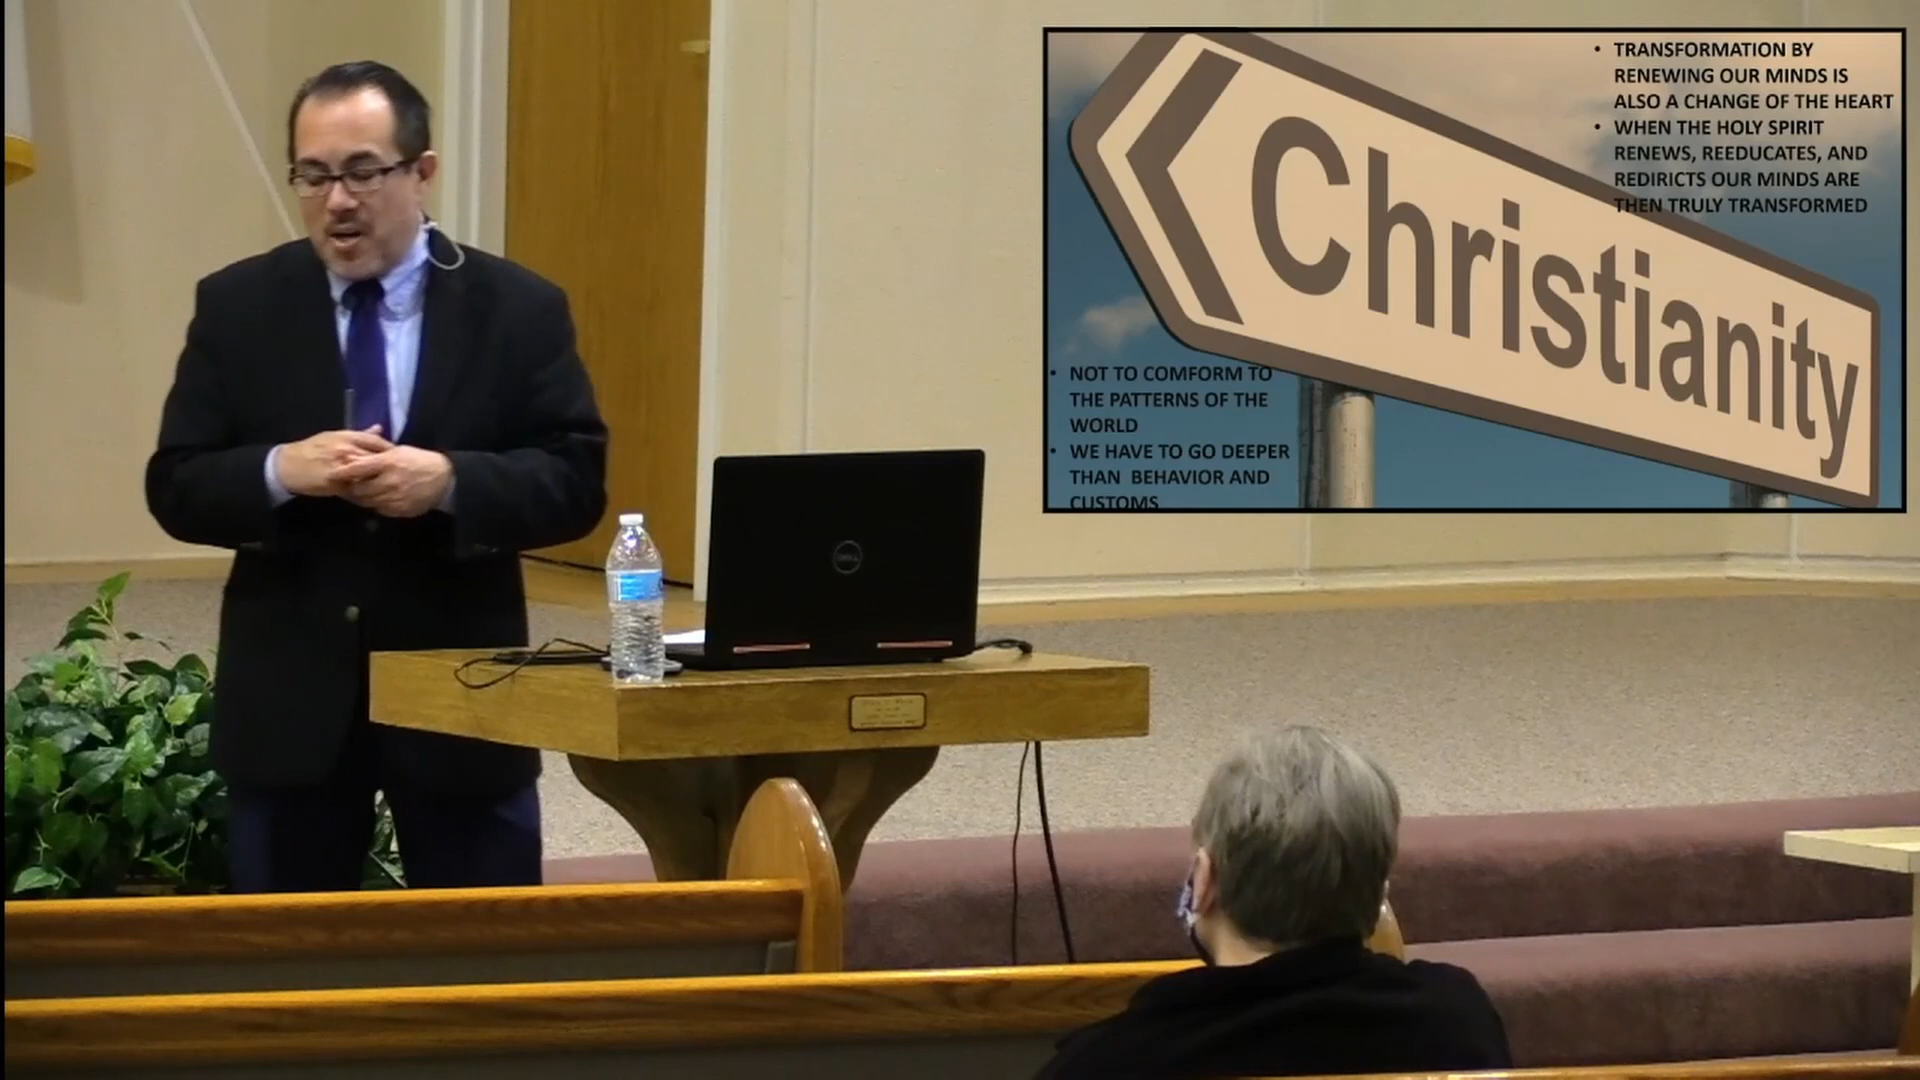 • TRANSFORMATION BY
RENEWING OUR MINDS IS
ALSO A CHANGE OF THE HEART
• WHEN THE HOLY SPIRIT
RENEWS, REEDUCATES, AND
REDIRICTS OUR MINDS ARE
THEN TRULY TRANSFORMED
Christianity
• NOT TO COMFORM TO
THE PATTERNS OF THE
WORLD
• WE HAVE TO GO DEEPER
THAN BEHAVIOR AND
CUSTOMS
DELL